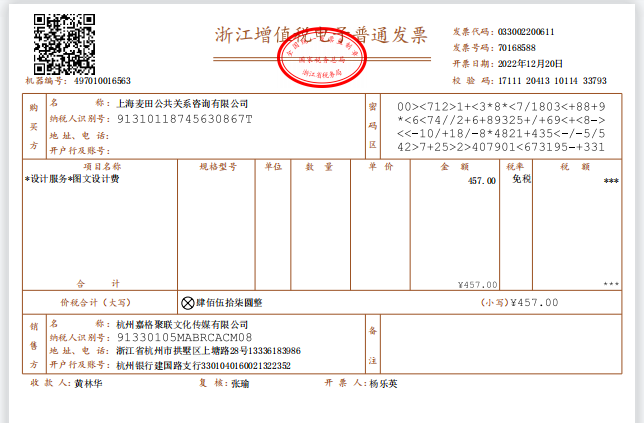 浙江增值税电子普通发票
全国统一发票监制章
国家税务总局
浙江省税务局
发票代码: 033002200611
发票号码: 70168588
开票日期: 2022年12月20日
校 验 码: 17111 20413 10114 33793
机器编号: 497010016563
购买方
名 称: 上海麦田公共关系咨询有限公司
纳税人识别号: 91310118745630867T
地 址、电 话:
开户行及账号:
密码区
00><712>1+<3*8*<7/1803<+88+9
*<6<74//2+6+89325+/+69<+<8->
<<-10/+18/-8*4821+435<-/-5/5
42>7+25>2>407901<673195-+331
项目名称 规格型号 单位 数 量 单 价 金 额 税率 税 额
*设计服务*图文设计费 457.00 免税 ***
合 计 ¥457.00 ***
价税合计（大写） 肆佰伍拾柒圆整 (小写)¥457.00
销售方
名 称: 杭州嘉格聚联文化传媒有限公司
纳税人识别号: 91330105MABRCACM08
地 址、电 话: 浙江省杭州市拱墅区上塘路28号13336183986
开户行及账号: 杭州银行建国路支行3301040160021322352
备注
收 款 人: 黄林华 复 核: 张瑜 开 票 人: 杨乐英